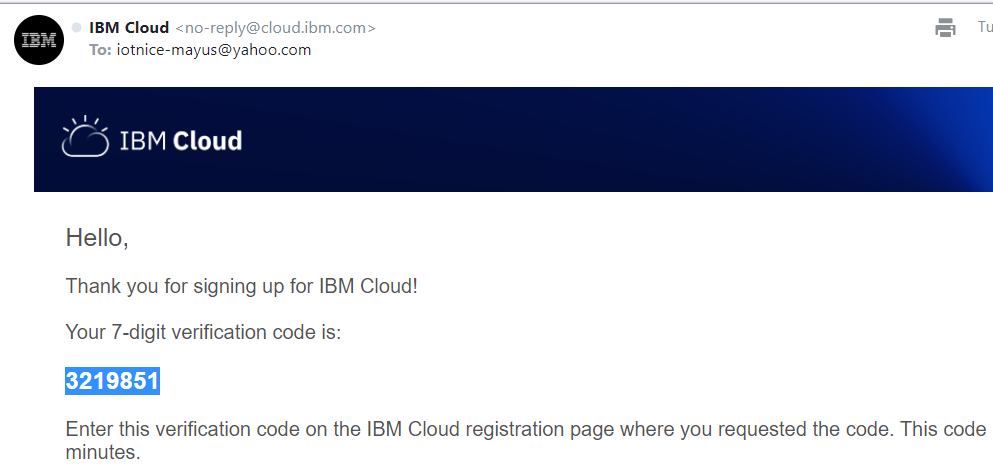 IBM
IBM Cloud <no-reply@cloud.ibm.com>
Tu
To: iotnice-mayus@yahoo.com
IBM Cloud
Hello,
Thank you for signing up for IBM Cloud!
Your 7-digit verification code is:
3219851
Enter this verification code on the IBM Cloud registration page where you requested the code. This code
minutes.